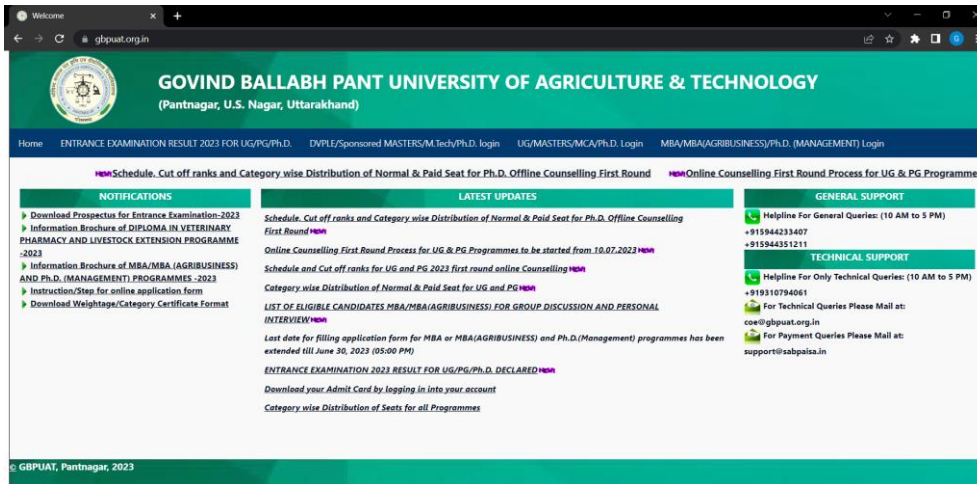 Welcome
gbpuat.org.in
GOVIND BALLABH PANT UNIVERSITY OF AGRICULTURE & TECHNOLOGY
(Pantnagar, U.S. Nagar, Uttarakhand)
Home ENTRANCE EXAMINATION RESULT 2023 FOR UG/PG/Ph.D. DVPLE/Sponsored MASTERS/M.Tech/Ph.D. login UG/MASTERS/MCA/Ph.D. Login MBA/MBA(AGRIBUSINESS)/Ph.D. (MANAGEMENT) Login
New Schedule. Cut off ranks and Category wise Distribution of Normal & Paid Seat for Ph.D. Offline Counselling First Round New Online Counselling First Round Process for UG & PG Programme
NOTIFICATIONS
Download Prospectus for Entrance Examination-2023
Information Brochure of DIPLOMA IN VETERINARY
PHARMACY AND LIVESTOCK EXTENSION PROGRAMME
-2023
Information Brochure of MBA/MBA (AGRIBUSINESS)
AND Ph.D. (MANAGEMENT) PROGRAMMES -2023
Instruction/Step for online application form
Download Weightage/Category Certificate Format
LATEST UPDATES
Schedule. Cut off ranks and Category wise Distribution of Normal & Paid Seat for Ph.D. Offline Counselling
First Round New
Online Counselling First Round Process for UG & PG Programmes to be started from 10.07.2023 New
Schedule and Cut off ranks for UG and PG 2023 first round online Counselling New
Category wise Distribution of Normal & Paid Seat for UG and PG New
LIST OF ELIGIBLE CANDIDATES MBA/MBA(AGRIBUSINESS) FOR GROUP DISCUSSION AND PERSONAL
INTERVIEW New
Last date for filling application form for MBA or MBA(AGRIBUSINESS) and Ph.D.(Management) programmes has been
extended till June 30, 2023 (05:00 PM)
ENTRANCE EXAMINATION 2023 RESULT FOR UG/PG/Ph.D. DECLARED New
Download your Admit Card by logging in into your account
Category wise Distribution of Seats for all Programmes
GENERAL SUPPORT
Helpline For General Queries: (10 AM to 5 PM)
+915944233407
+915944351211
TECHNICAL SUPPORT
Helpline For Only Technical Queries: (10 AM to 5 PM)
+919310794061
For Technical Queries Please Mail at:
coe@gbpuat.org.in
For Payment Queries Please Mail at:
support@sabpaisa.in
© GBPUAT, Pantnagar, 2023